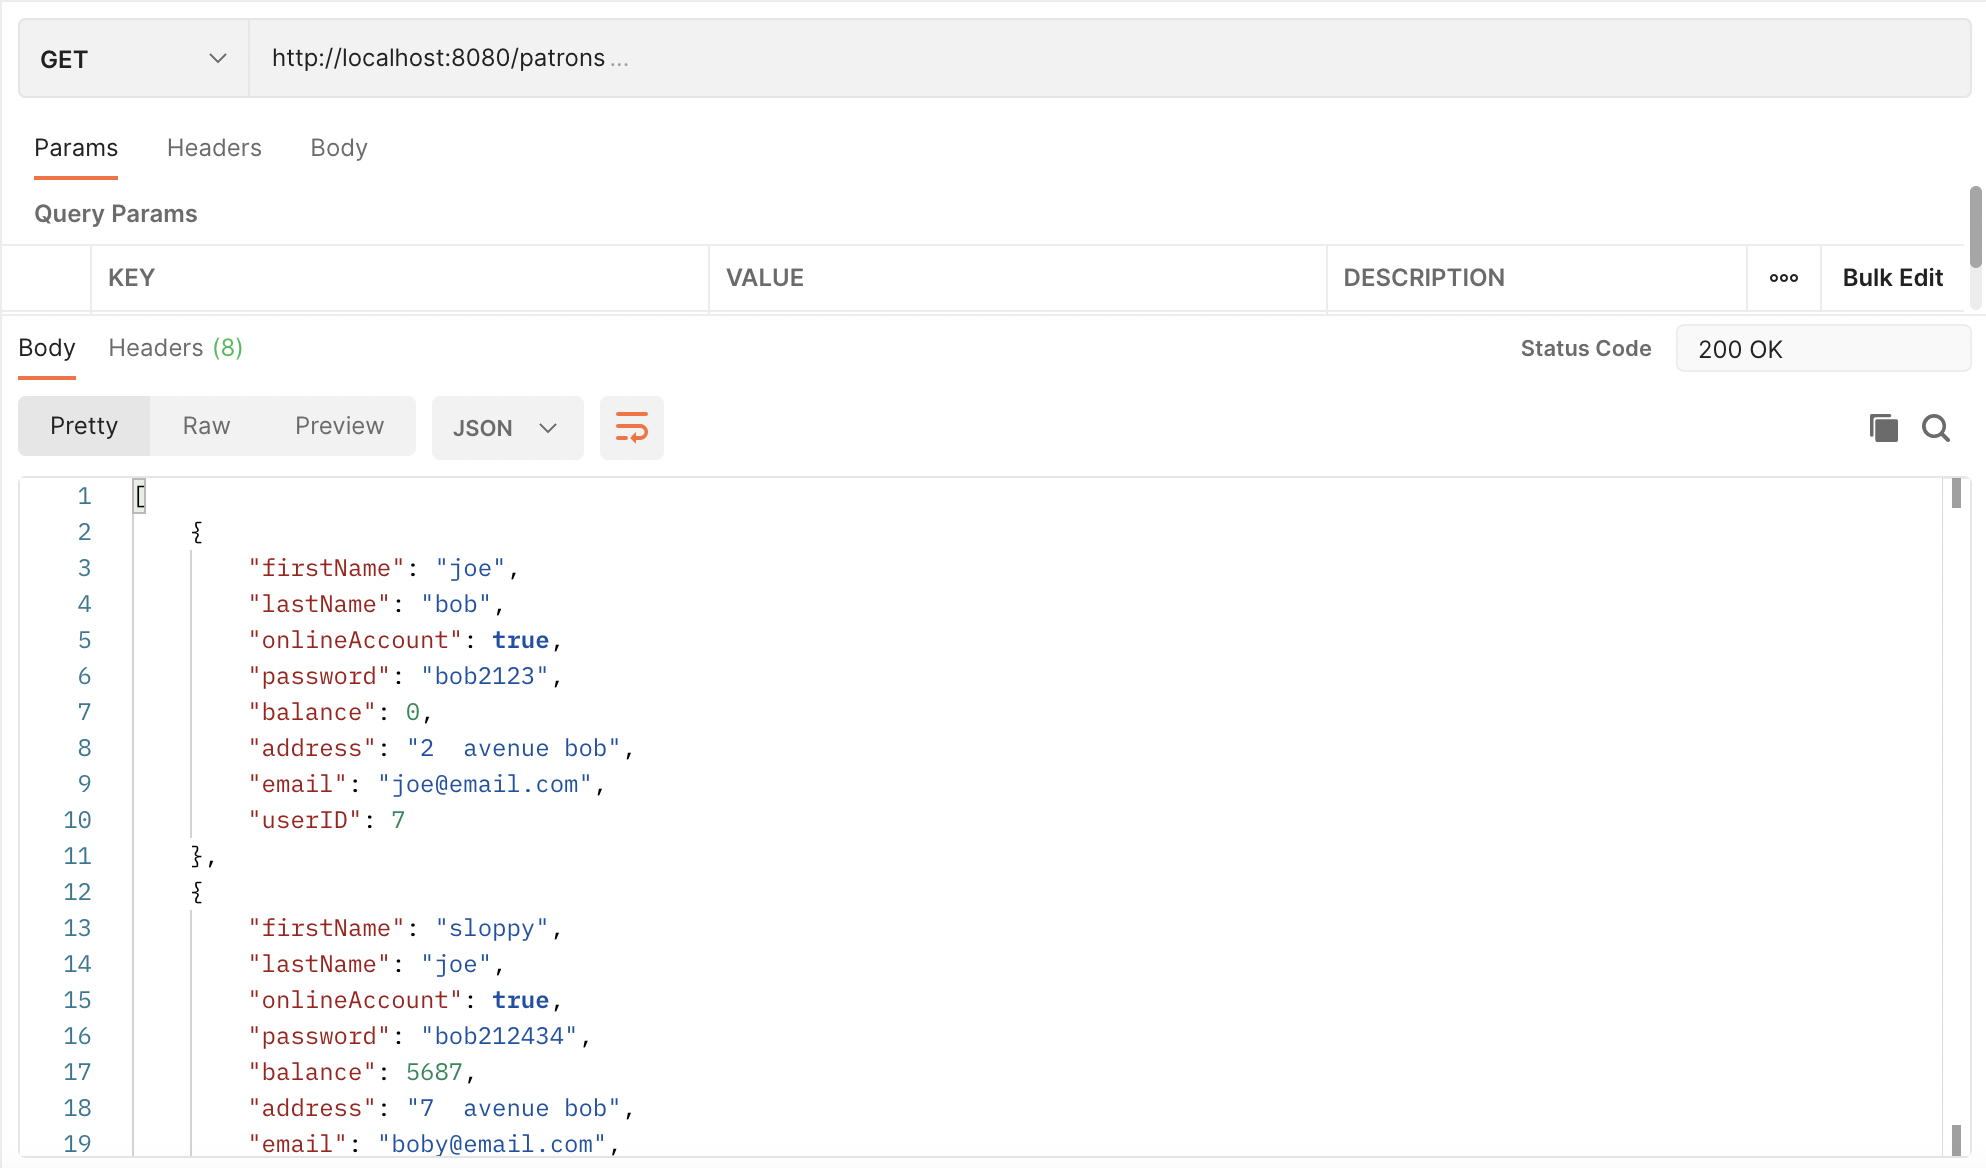 GET http://localhost:8080/patrons ...
Params Headers Body
Query Params
KEY VALUE DESCRIPTION ooo Bulk Edit
Body Headers (8) Status Code 200 OK
Pretty Raw Preview JSON
1 [
2 {
3 "firstName": "joe",
4 "lastName": "bob",
5 "onlineAccount": true,
6 "password": "bob2123",
7 "balance": 0,
8 "address": "2  avenue bob",
9 "email": "joe@email.com",
10 "userID": 7
11 },
12 {
13 "firstName": "sloppy",
14 "lastName": "joe",
15 "onlineAccount": true,
16 "password": "bob212434",
17 "balance": 5687,
18 "address": "7  avenue bob",
19 "email": "boby@email.com",